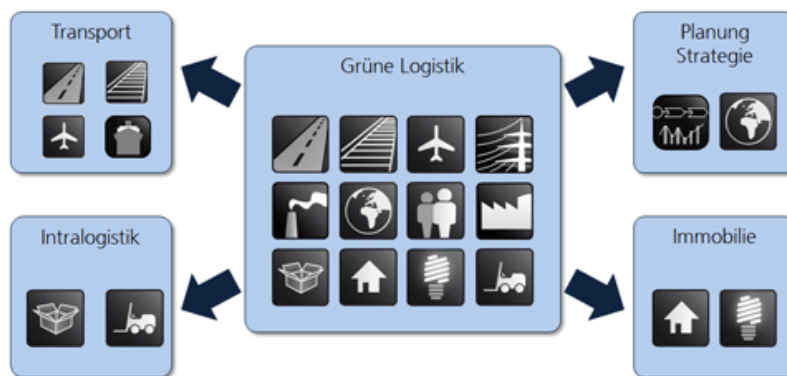 Transport
Grüne Logistik
Planung
Strategie
Intralogistik
Immobilie